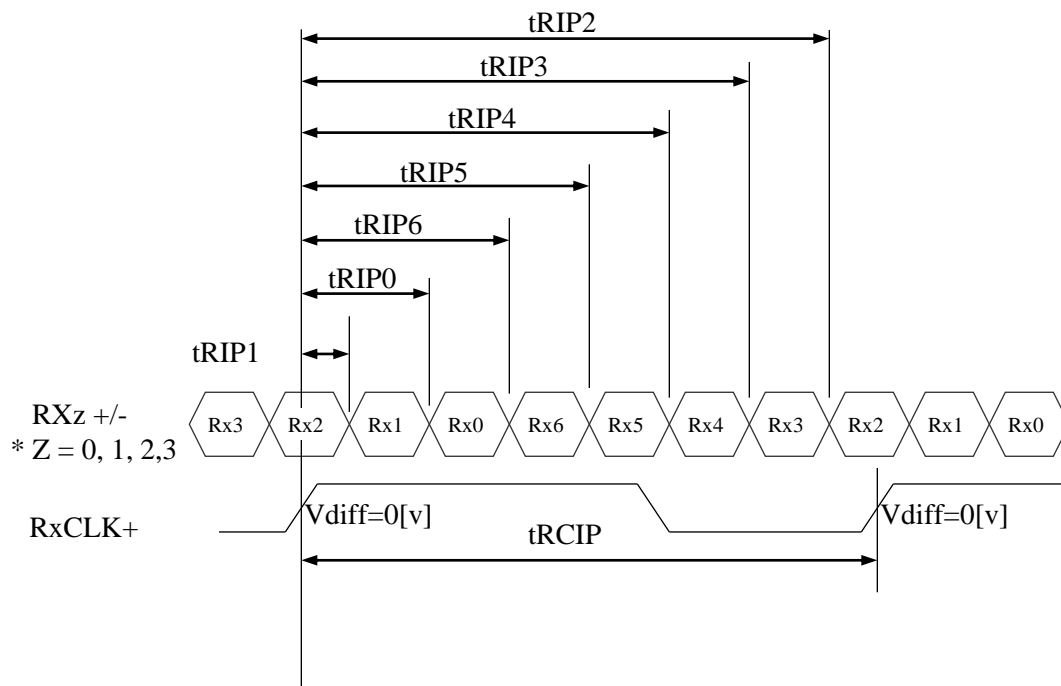 tRIP2
tRIP3
tRIP4
tRIP5
tRIP6
tRIP0
tRIP1
RXz +/-
* Z = 0, 1, 2,3
Rx3 Rx2 Rx1 Rx0 Rx6 Rx5 Rx4 Rx3 Rx2 Rx1 Rx0
RxCLK+
Vdiff=0[v] Vdiff=0[v]
tRCIP